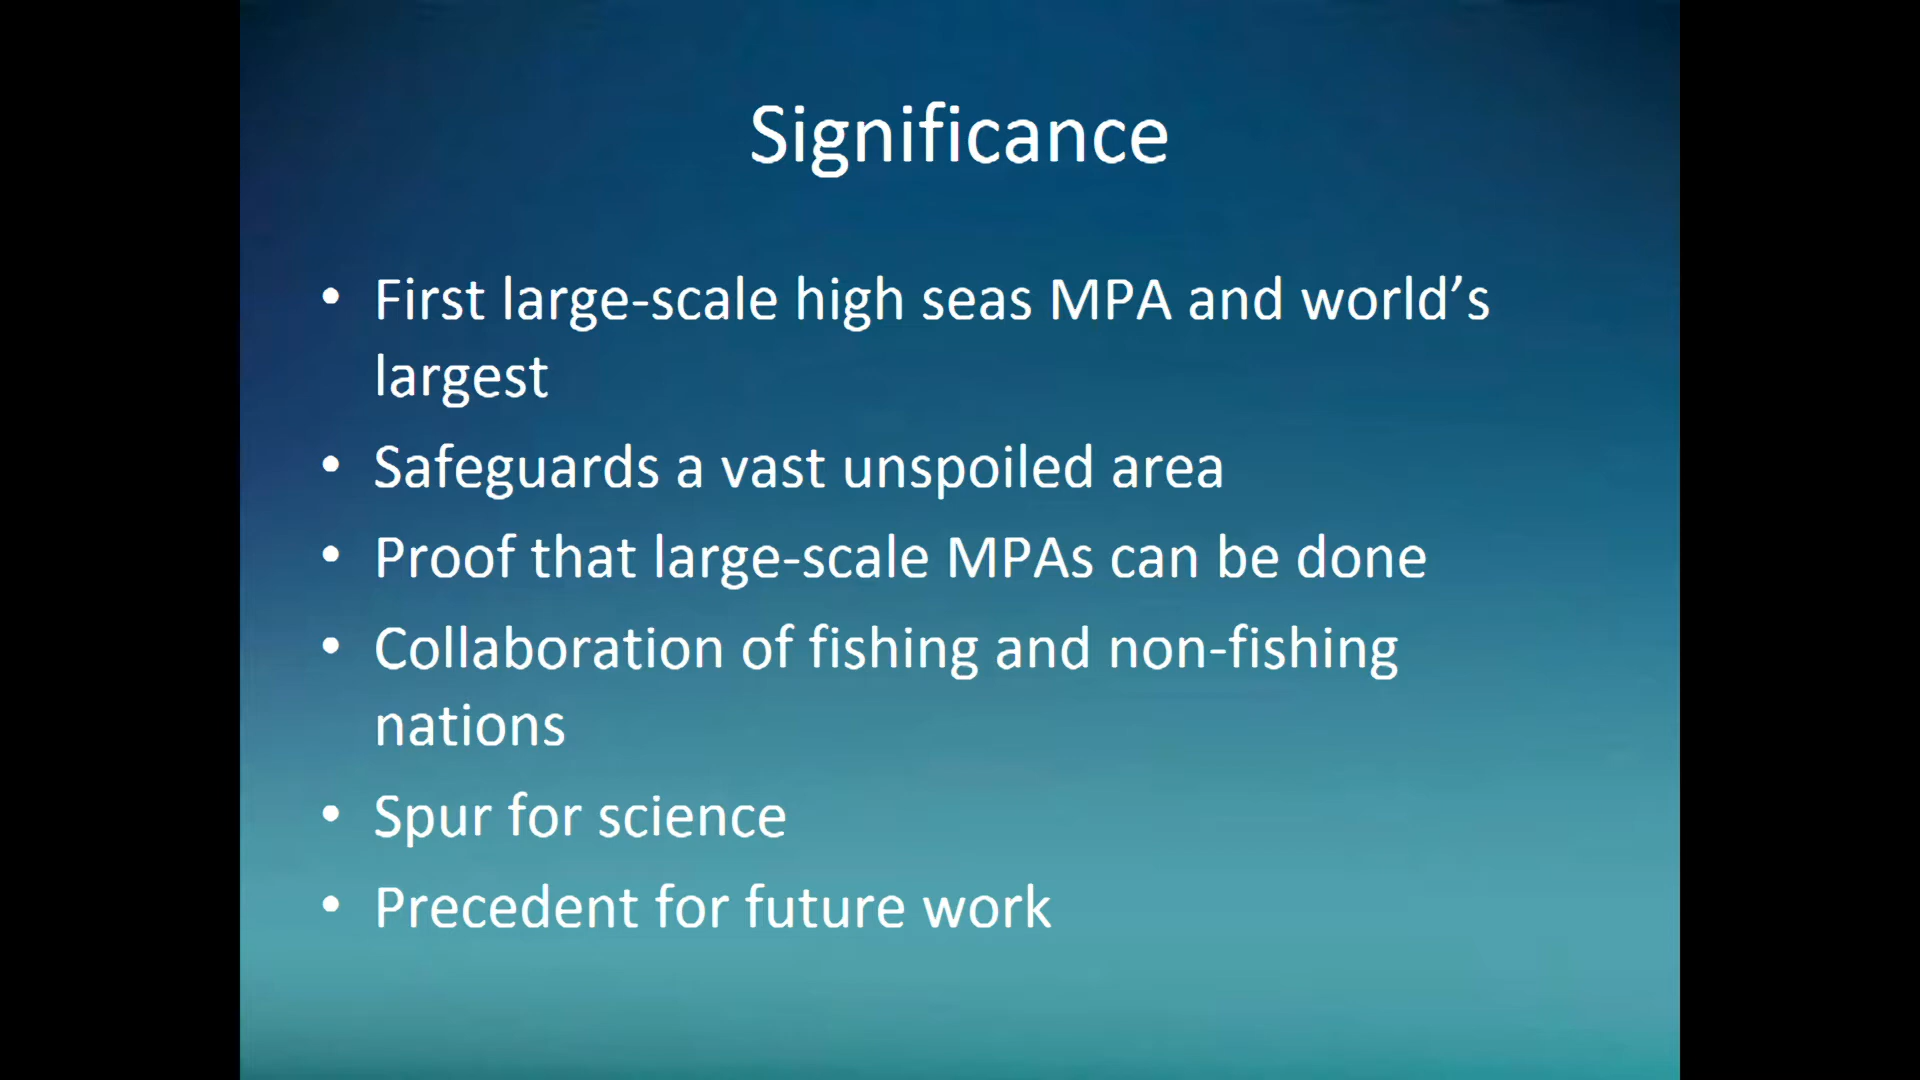 Significance
• First large-scale high seas MPA and world’s
largest
• Safeguards a vast unspoiled area
• Proof that large-scale MPAs can be done
• Collaboration of fishing and non-fishing
nations
• Spur for science
• Precedent for future work